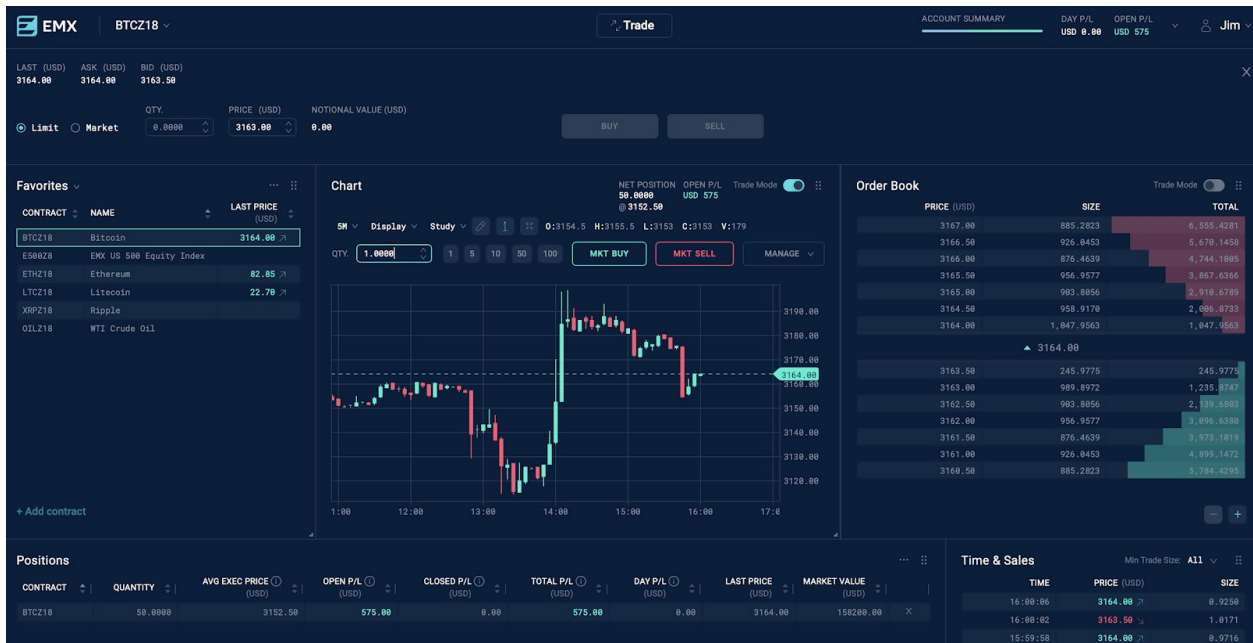 EMX BTCZ18 Trade ACCOUNT SUMMARY DAY P/L OPEN P/L Jim
USD 0.00 USD 575
LAST (USD) ASK (USD) BID (USD)
3164.00 3164.00 3163.50 X
QTY. PRICE (USD) NOTIONAL VALUE (USD)
Limit Market 0.0000 3163.00 0.00 BUY SELL
Favorites
CONTRACT NAME LAST PRICE (USD)
BTCZ18 Bitcoin 3164.00
E500Z8 EMX US 500 Equity Index
ETHZ18 Ethereum 82.85
LTCZ18 Litecoin 22.70
XRPZ18 Ripple
OILZ18 WTI Crude Oil
+ Add contract
Chart NET POSITION OPEN P/L Trade Mode
50.0000 USD 575
@ 3152.50
5M Display Study O:3154.5 H:3155.5 L:3153 C:3153 V:179
QTY. 1.0000 1 5 10 50 100 MKT BUY MKT SELL MANAGE
3190.00
3180.00
3170.00
3164.00
3160.00
3150.00
3140.00
3130.00
3120.00
1:00 12:00 13:00 14:00 15:00 16:00 17:0
Order Book Trade Mode
PRICE (USD) SIZE TOTAL
3167.00 885.2823 6,555.4281
3166.50 926.0453 5,670.1458
3166.00 876.4639 4,744.1005
3165.50 956.9577 3,867.6366
3165.00 903.8056 2,910.6789
3164.50 958.9170 2,006.8733
3164.00 1,047.9563 1,047.9563
3164.00
3163.50 245.9775 245.9775
3163.00 989.8972 1,235.8747
3162.50 903.8056 2,139.6803
3162.00 956.9577 3,096.6380
3161.50 876.4639 3,973.1019
3161.00 926.0453 4,899.1472
3160.50 885.2823 5,784.4295
Positions
CONTRACT QUANTITY AVG EXEC PRICE (USD) OPEN P/L (USD) CLOSED P/L (USD) TOTAL P/L (USD) DAY P/L (USD) LAST PRICE MARKET VALUE (USD)
BTCZ18 50.0000 3152.50 575.00 0.00 575.00 0.00 3164.00 158200.00 X
Time & Sales Min Trade Size: All
TIME PRICE (USD) SIZE
16:00:06 3164.00 0.9250
16:00:02 3163.50 1.0171
15:59:58 3164.00 0.9716